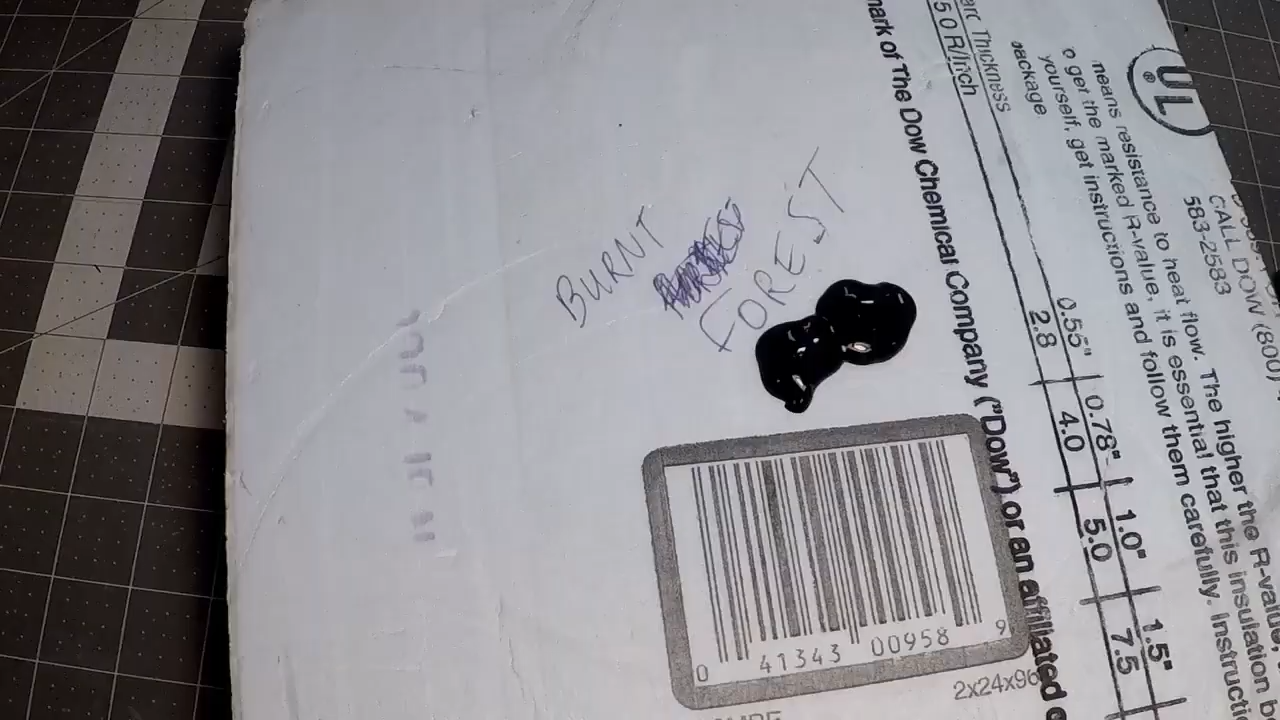 BURNT
FOREST
0 41343 00958 9
2x24x96
mark of The Dow Chemical Company ("Dow") or an affiliated
50 R/Inch
Thickness
0.55" 0.78" 1.0" 1.5"
2.8 4.0 5.0 7.5
package
yourself, get instructions and follow them carefully. Instructi
get the marked R-value, it is essential that this insulation b
means resistance to heat flow. The higher the R-value,
UL
®
583-2583
CALL DOW (800)